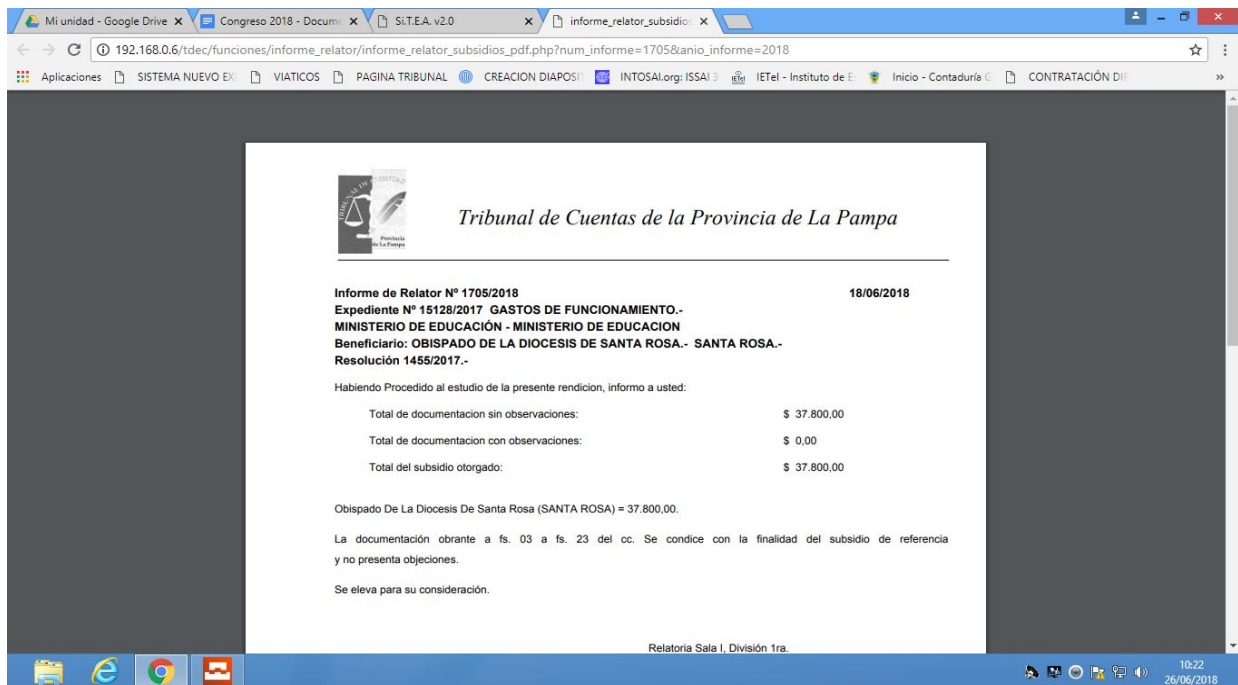 Mi unidad - Google Drive
Congreso 2018 - Docum
Si.T.E.A. v2.0
informe_relator_subsidio
192.168.0.6/tdec/funciones/informe_relator/informe_relator_subsidios_pdf.php?num_informe=1705&anio_informe=2018
Aplicaciones SISTEMA NUEVO EX VIATICOS PAGINA TRIBUNAL CREACION DIAPOSI INTOSAI.org: ISSAI 3 IETel - Instituto de E Inicio - Contaduría G CONTRATACIÓN DI »
TRIBUNAL DE CUENTAS
Provincia
de La Pampa
Tribunal de Cuentas de la Provincia de La Pampa
Informe de Relator Nº 1705/2018 18/06/2018
Expediente Nº 15128/2017 GASTOS DE FUNCIONAMIENTO.-
MINISTERIO DE EDUCACIÓN - MINISTERIO DE EDUCACION
Beneficiario: OBISPADO DE LA DIOCESIS DE SANTA ROSA.- SANTA ROSA.-
Resolución 1455/2017.-
Habiendo Procedido al estudio de la presente rendicion, informo a usted:
Total de documentacion sin observaciones: $ 37.800,00
Total de documentacion con observaciones: $ 0,00
Total del subsidio otorgado: $ 37.800,00
Obispado De La Diocesis De Santa Rosa (SANTA ROSA) = 37.800,00.
La documentación obrante a fs. 03 a fs. 23 del cc. Se condice con la finalidad del subsidio de referencia
y no presenta objeciones.
Se eleva para su consideración.
Relatoria Sala I, División 1ra.
10:22
26/06/2018